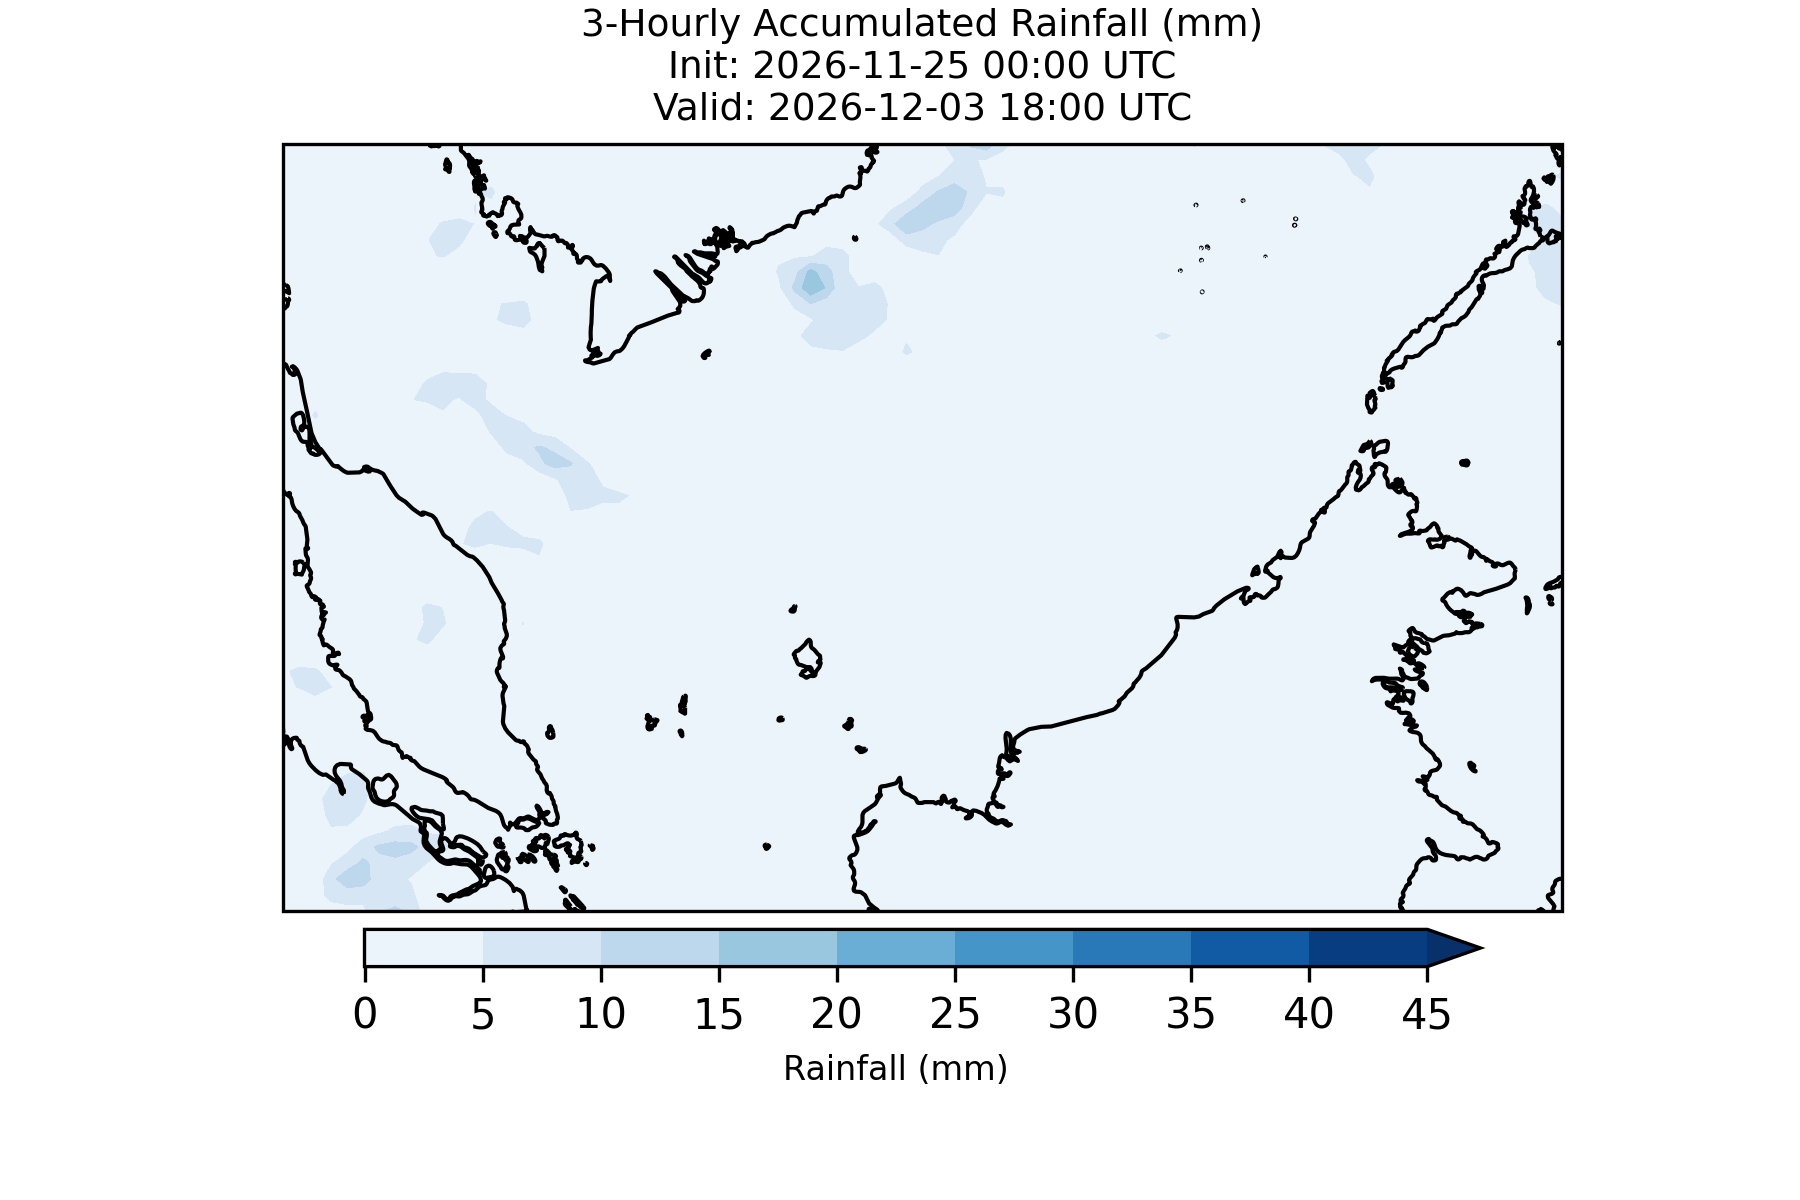 3-Hourly Accumulated Rainfall (mm)
Init: 2026-11-25 00:00 UTC
Valid: 2026-12-03 18:00 UTC
0 5 10 15 20 25 30 35 40 45
Rainfall (mm)